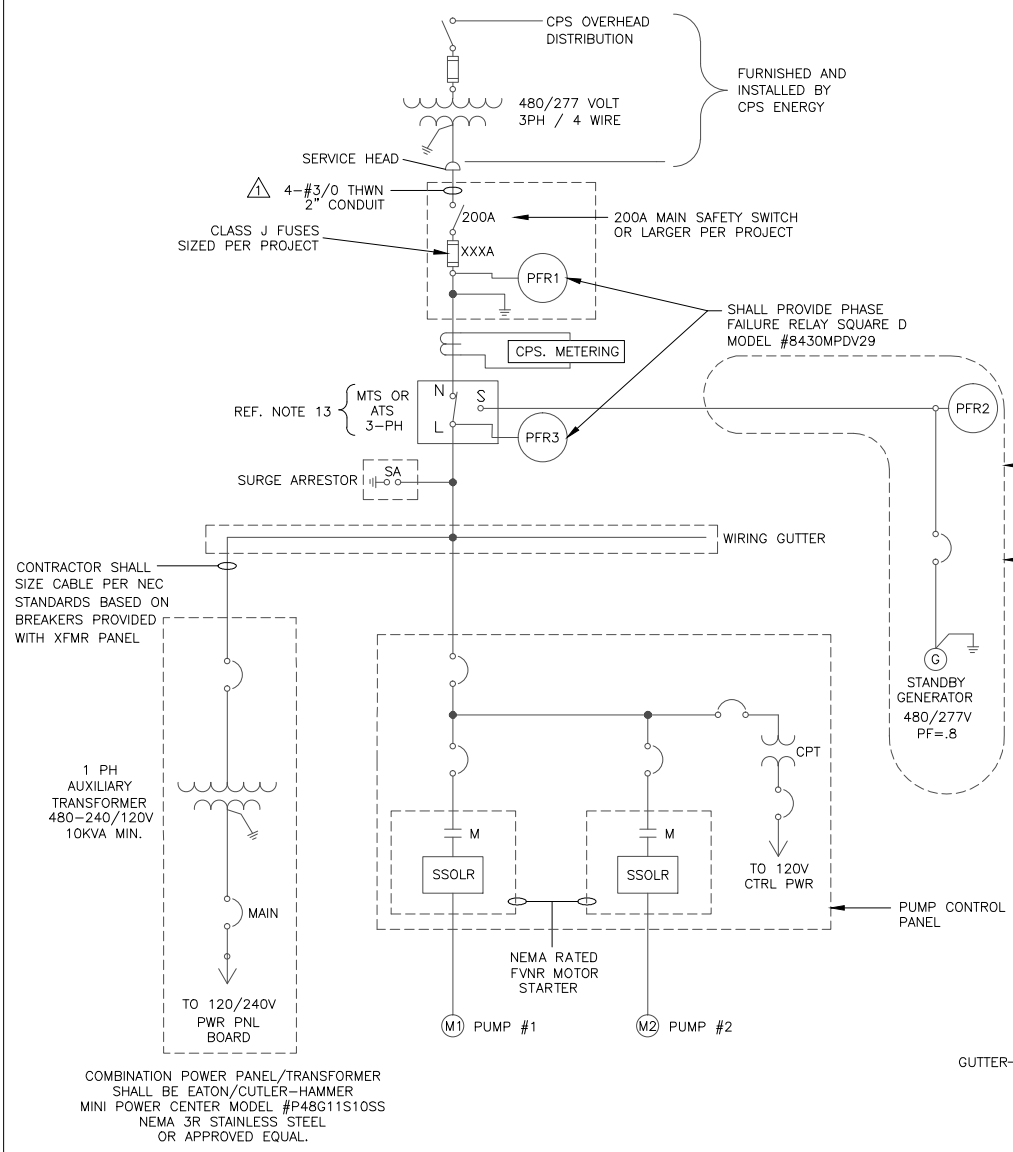 CPS OVERHEAD
DISTRIBUTION
FURNISHED AND
INSTALLED BY
CPS ENERGY
480/277 VOLT
3PH / 4 WIRE
SERVICE HEAD
1
4-#3/0 THWN
2" CONDUIT
200A
200A MAIN SAFETY SWITCH
OR LARGER PER PROJECT
CLASS J FUSES
SIZED PER PROJECT
XXXA
PFR1
SHALL PROVIDE PHASE
FAILURE RELAY SQUARE D
MODEL #8430MPDV29
CPS. METERING
REF. NOTE 13
MTS OR
ATS
3-PH
N
S
L
PFR3
PFR2
SURGE ARRESTOR
SA
WIRING GUTTER
CONTRACTOR SHALL
SIZE CABLE PER NEC
STANDARDS BASED ON
BREAKERS PROVIDED
WITH XFMR PANEL
G
STANDBY
GENERATOR
480/277V
PF=.8
CPT
1 PH
AUXILIARY
TRANSFORMER
480-240/120V
10KVA MIN.
M
M
SSOLR
SSOLR
TO 120V
CTRL PWR
MAIN
PUMP CONTROL
PANEL
NEMA RATED
FVNR MOTOR
STARTER
TO 120/240V
PWR PNL
BOARD
M1
PUMP #1
M2
PUMP #2
GUTTER-
COMBINATION POWER PANEL/TRANSFORMER
SHALL BE EATON/CUTLER-HAMMER
MINI POWER CENTER MODEL #P48G11S10SS
NEMA 3R STAINLESS STEEL
OR APPROVED EQUAL.